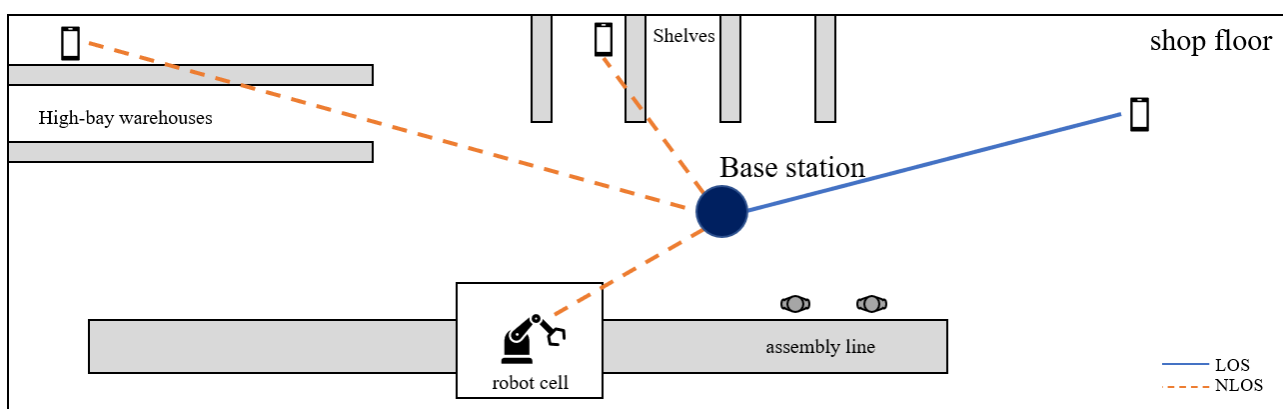 Shelves
shop floor
High-bay warehouses
Base station
assembly line
robot cell
LOS
NLOS